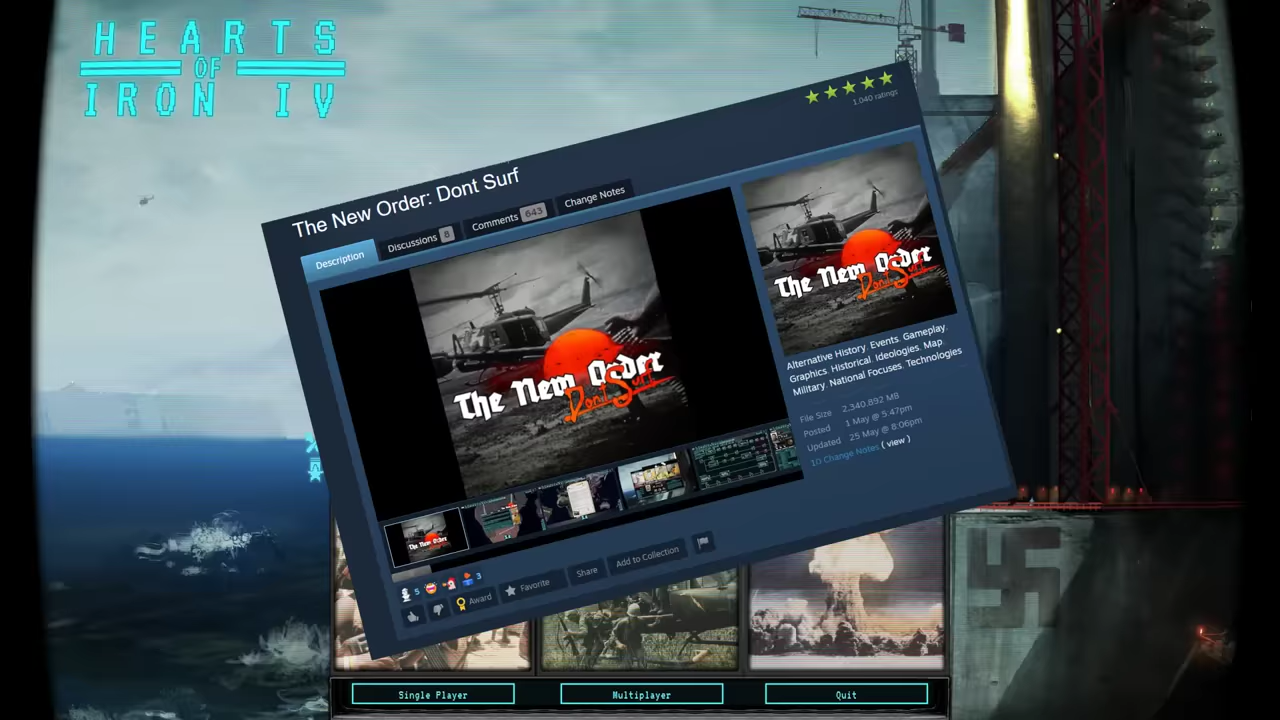 HEARTS
OF
IRON IV
1,040 ratings
The New Order: Dont Surf
Description
Discussions 8
Comments 643
Change Notes
The New Order
Dont Surf
The New Order
Dont Surf
Alternative History, Events, Gameplay,
Graphics, Historical, Ideologies, Map,
Military, National Focuses, Technologies
File Size 2,340.892 MB
Posted 1 May @ 5:47pm
Updated 25 May @ 8:06pm
10 Change Notes ( view )
The New Order
5
3
Award
Favorite
Share
Add to Collection
Single Player
Multiplayer
Quit